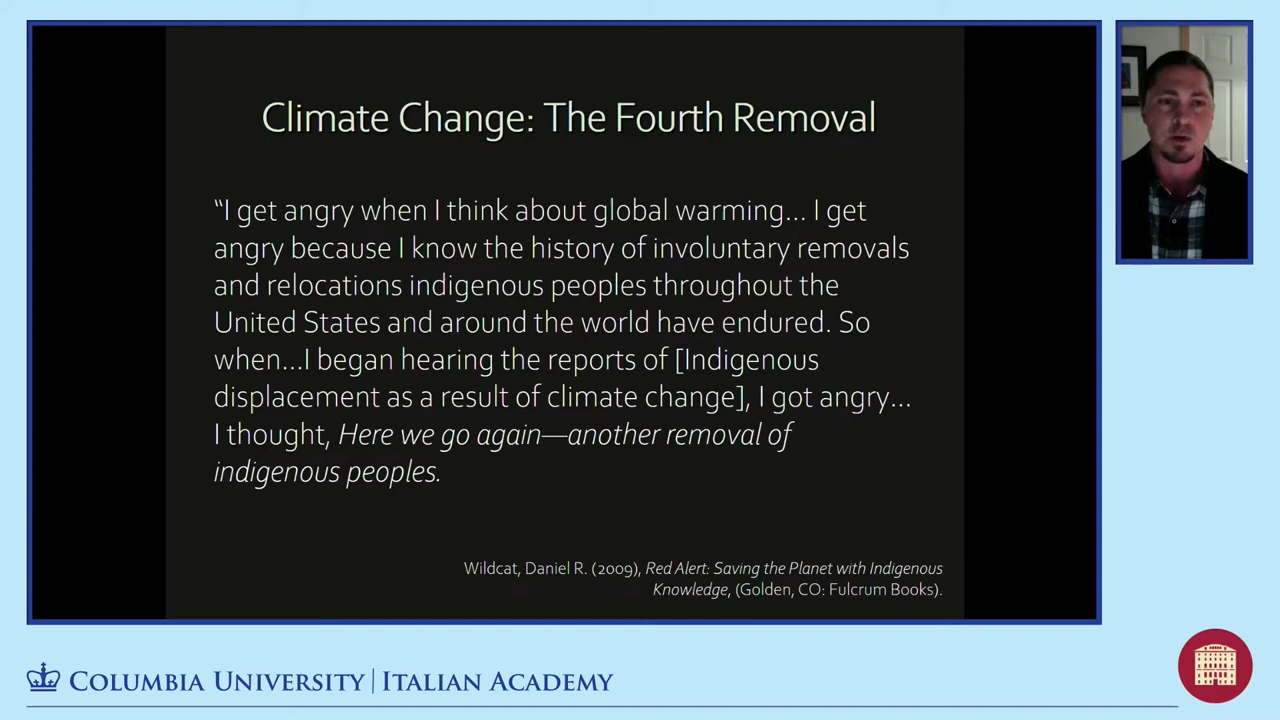 Climate Change: The Fourth Removal
“I get angry when I think about global warming... I get
angry because I know the history of involuntary removals
and relocations indigenous peoples throughout the
United States and around the world have endured. So
when...I began hearing the reports of [Indigenous
displacement as a result of climate change], I got angry...
I thought, Here we go again—another removal of
indigenous peoples.
Wildcat, Daniel R. (2009), Red Alert: Saving the Planet with Indigenous
Knowledge, (Golden, CO: Fulcrum Books).
COLUMBIA UNIVERSITY | ITALIAN ACADEMY